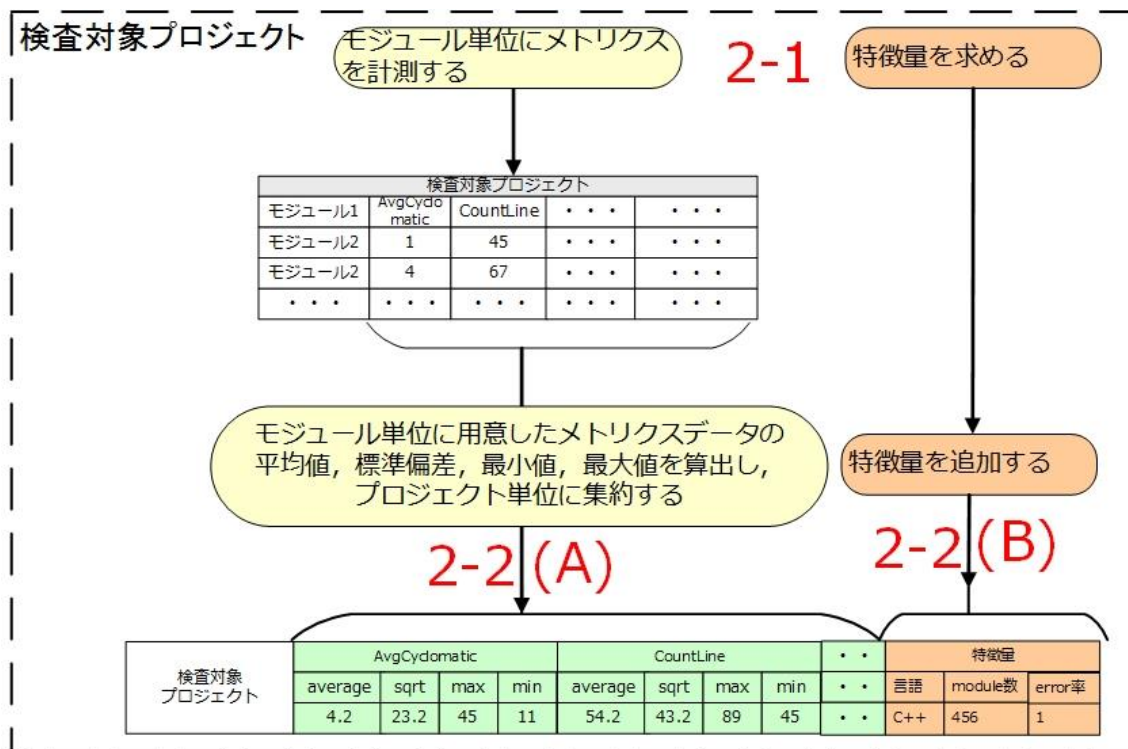 検査対象プロジェクト
モジュール単位にメトリクス
を計測する
2-1
特徴量を求める
検査対象プロジェクト
モジュール1 AvgCyclo CountLine ・・・ ・・・
matic
モジュール2 1 45 ・・・ ・・・
モジュール2 4 67 ・・・ ・・・
・・・ ・・・ ・・・ ・・・ ・・・
モジュール単位に用意したメトリクスデータの
平均値，標準偏差，最小値，最大値を算出し，
プロジェクト単位に集約する
特徴量を追加する
2-2 (A)
2-2 (B)
検査対象
プロジェクト
AvgCyclomatic CountLine ・・ 特徴量
average sqrt max min average sqrt max min ・・ 言語 module数 error率
4.2 23.2 45 11 54.2 43.2 89 45 ・・ C++ 456 1